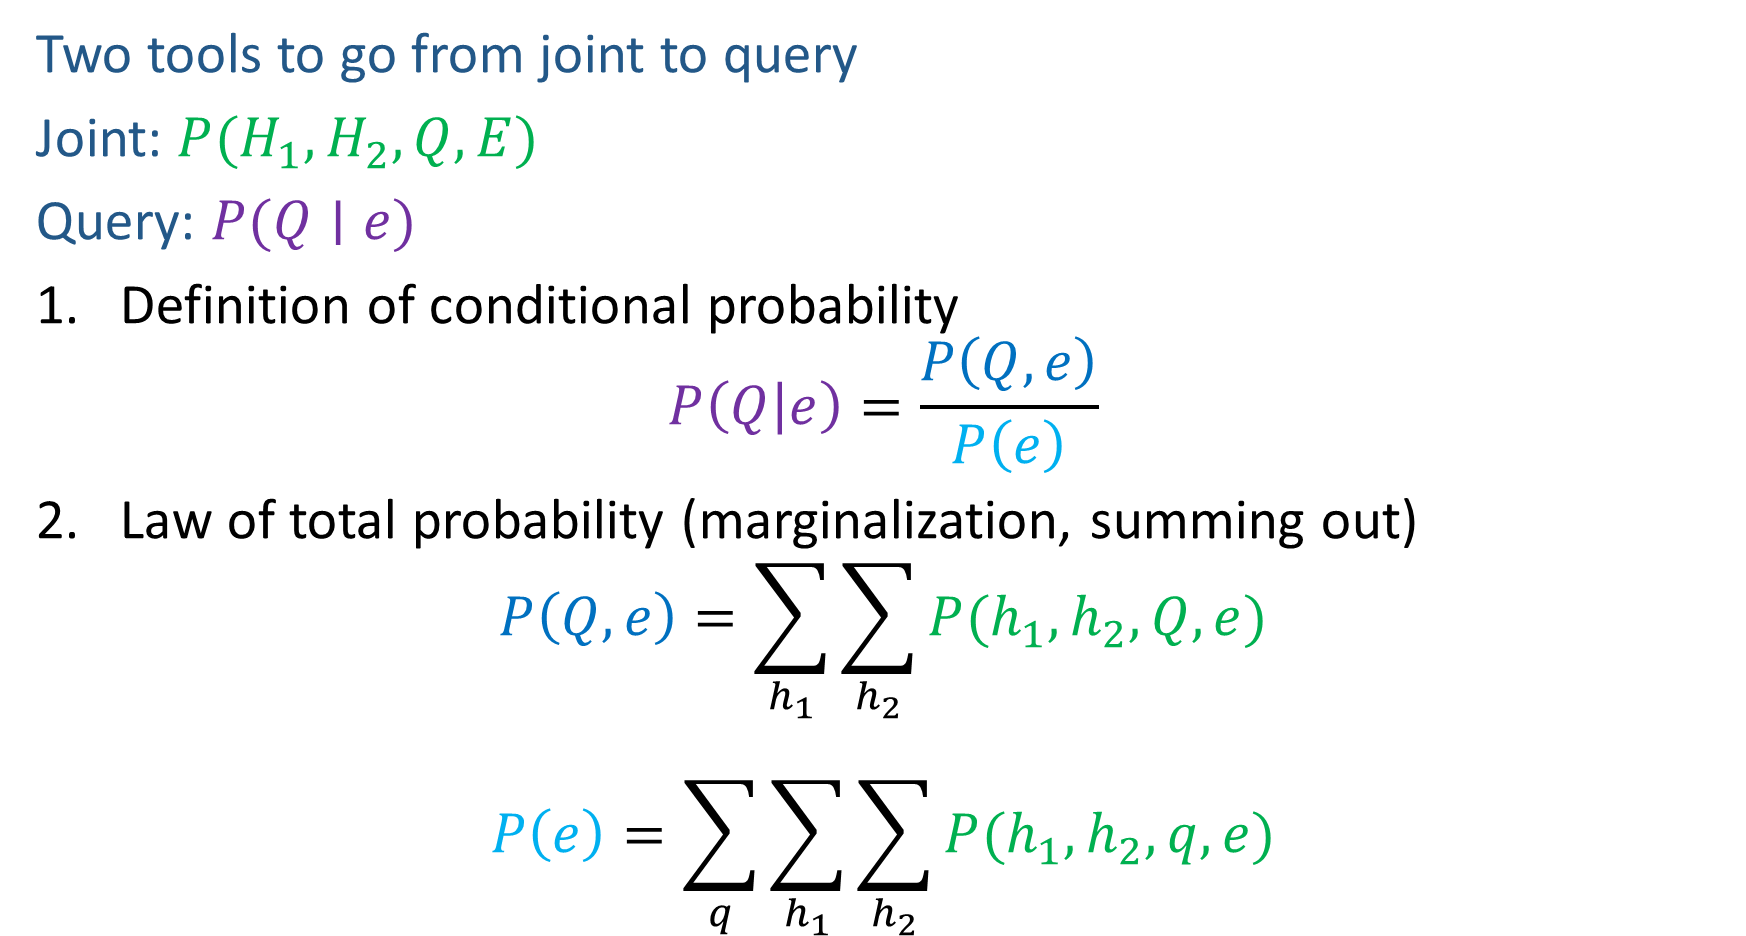 Two tools to go from joint to query
Joint: P(H₁, H₂, Q, E)
Query: P(Q | e)
1. Definition of conditional probability
P(Q|e) = P(Q, e) / P(e)
2. Law of total probability (marginalization, summing out)
P(Q, e) = ∑_{h₁} ∑_{h₂} P(h₁, h₂, Q, e)
P(e) = ∑_{q} ∑_{h₁} ∑_{h₂} P(h₁, h₂, q, e)